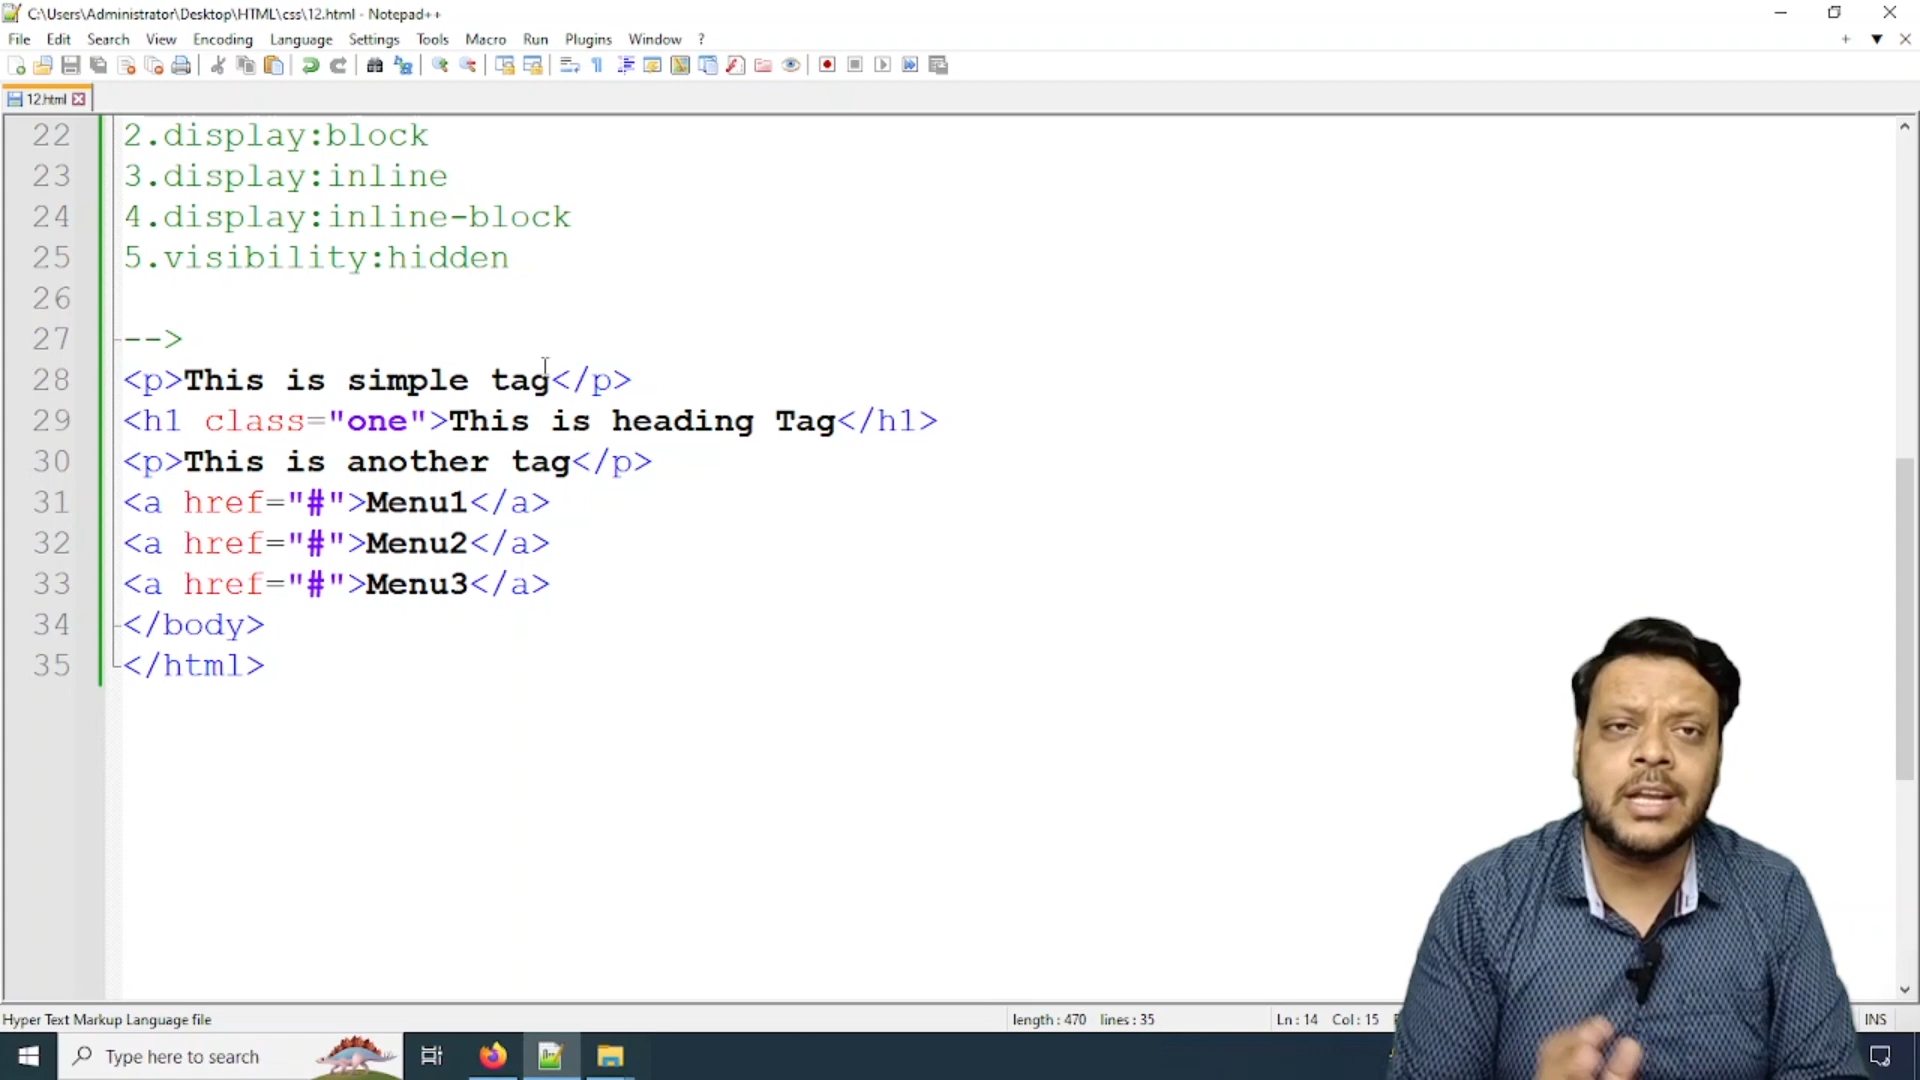 C:\Users\Administrator\Desktop\HTML\css\12.html - Notepad++
File Edit Search View Encoding Language Settings Tools Macro Run Plugins Window ?
12.html
22 2.display:block
23 3.display:inline
24 4.display:inline-block
25 5.visibility:hidden
26
27 -->
28 <p>This is simple tag</p>
29 <h1 class="one">This is heading Tag</h1>
30 <p>This is another tag</p>
31 <a href="#">Menu1</a>
32 <a href="#">Menu2</a>
33 <a href="#">Menu3</a>
34 </body>
35 </html>
Hyper Text Markup Language file length : 470 lines : 35 Ln : 14 Col : 15 INS
Type here to search